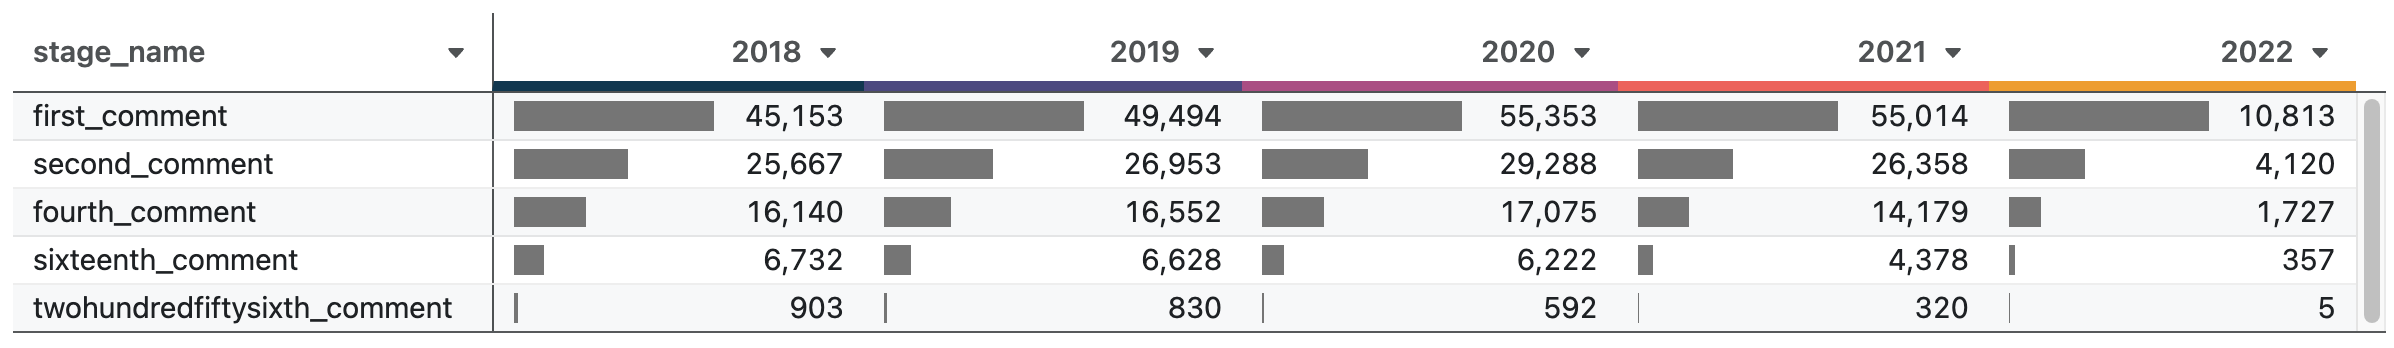 stage_name 2018 2019 2020 2021 2022
first_comment 45,153 49,494 55,353 55,014 10,813
second_comment 25,667 26,953 29,288 26,358 4,120
fourth_comment 16,140 16,552 17,075 14,179 1,727
sixteenth_comment 6,732 6,628 6,222 4,378 357
twohundredfiftysixth_comment 903 830 592 320 5